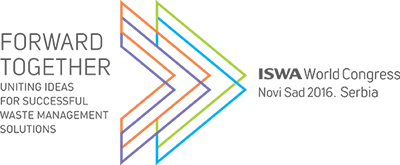 FORWARD
TOGETHER
UNITING IDEAS
FOR SUCCESSFUL
WASTE MANAGEMENT
SOLUTIONS
ISWA World Congress
Novi Sad 2016. Serbia